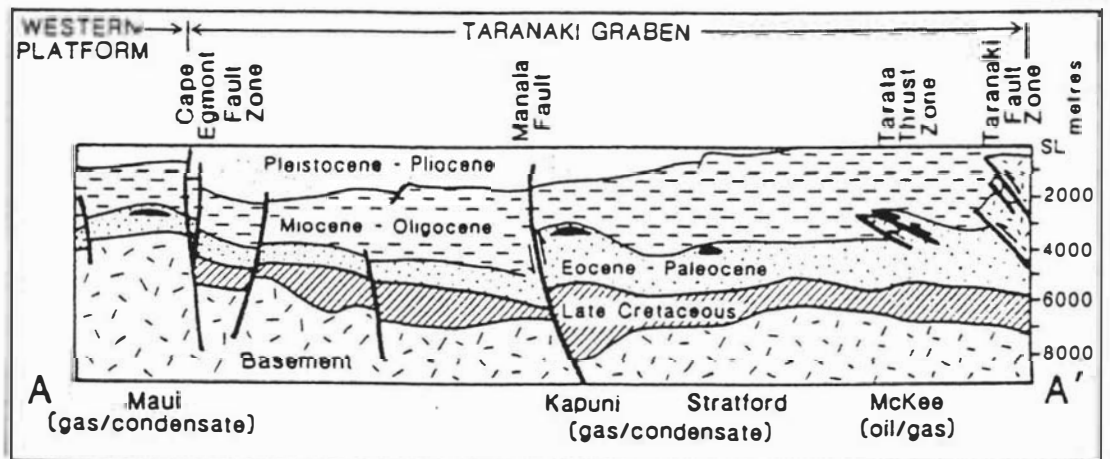 WESTERN
PLATFORM
TARANAKI GRABEN
Cape
Egmont
Fault
Zone
Manaia
Fault
Tarata
Thrust
Zone
Taranaki
Fault
Zone
metres
SL
Pleistocene - Pliocene
2000
Miocene - Oligocene
4000
Eocene - Paleocene
6000
Late Cretaceous
Basement
8000
A
A'
Maui
(gas/condensate)
Kapuni
Stratford
(gas/condensate)
McKee
(oil/gas)